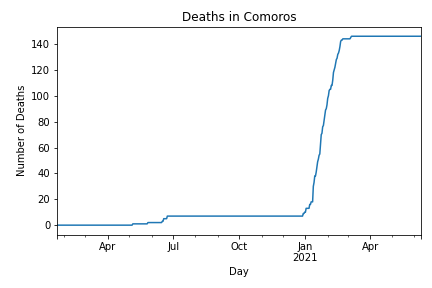 Deaths in Comoros
Number of Deaths
140
120
100
80
60
40
20
0
Apr
Jul
Oct
Jan
2021
Apr
Day